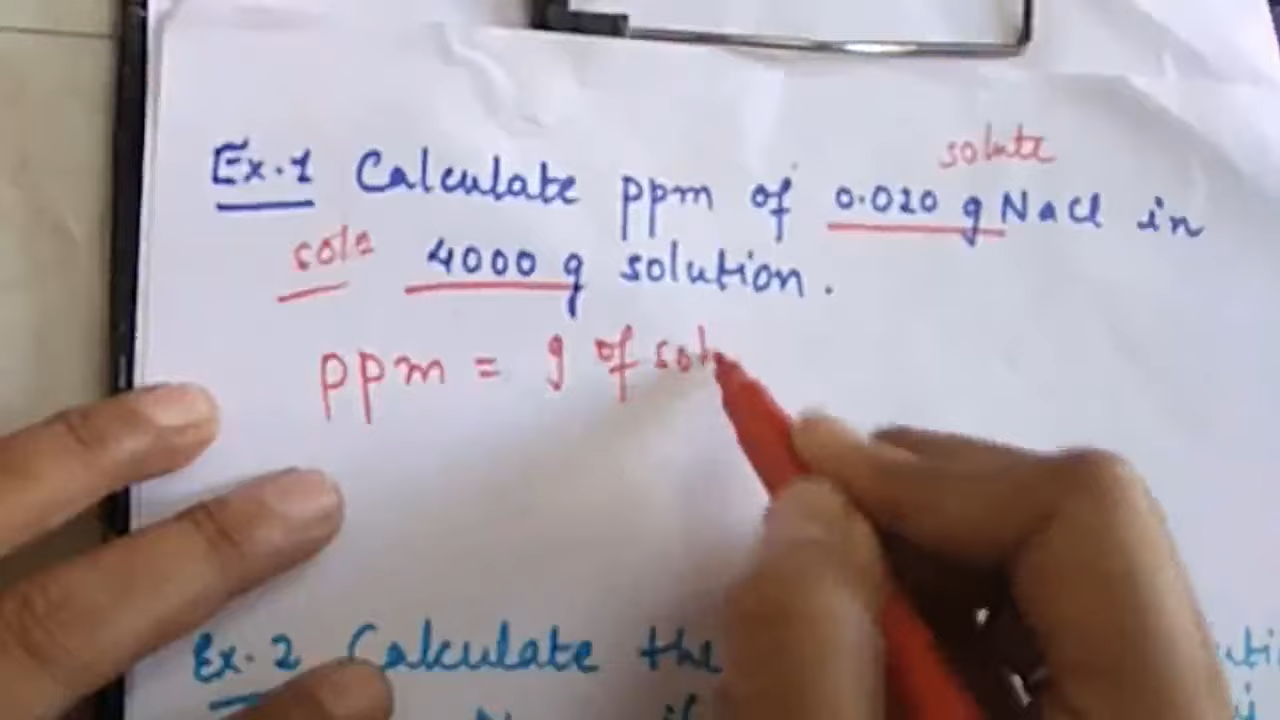 solute
Ex.1 Calculate ppm of 0.020 g NaCl in
soln 4000 g solution.
ppm = g of solu
Ex. 2 Calculate the